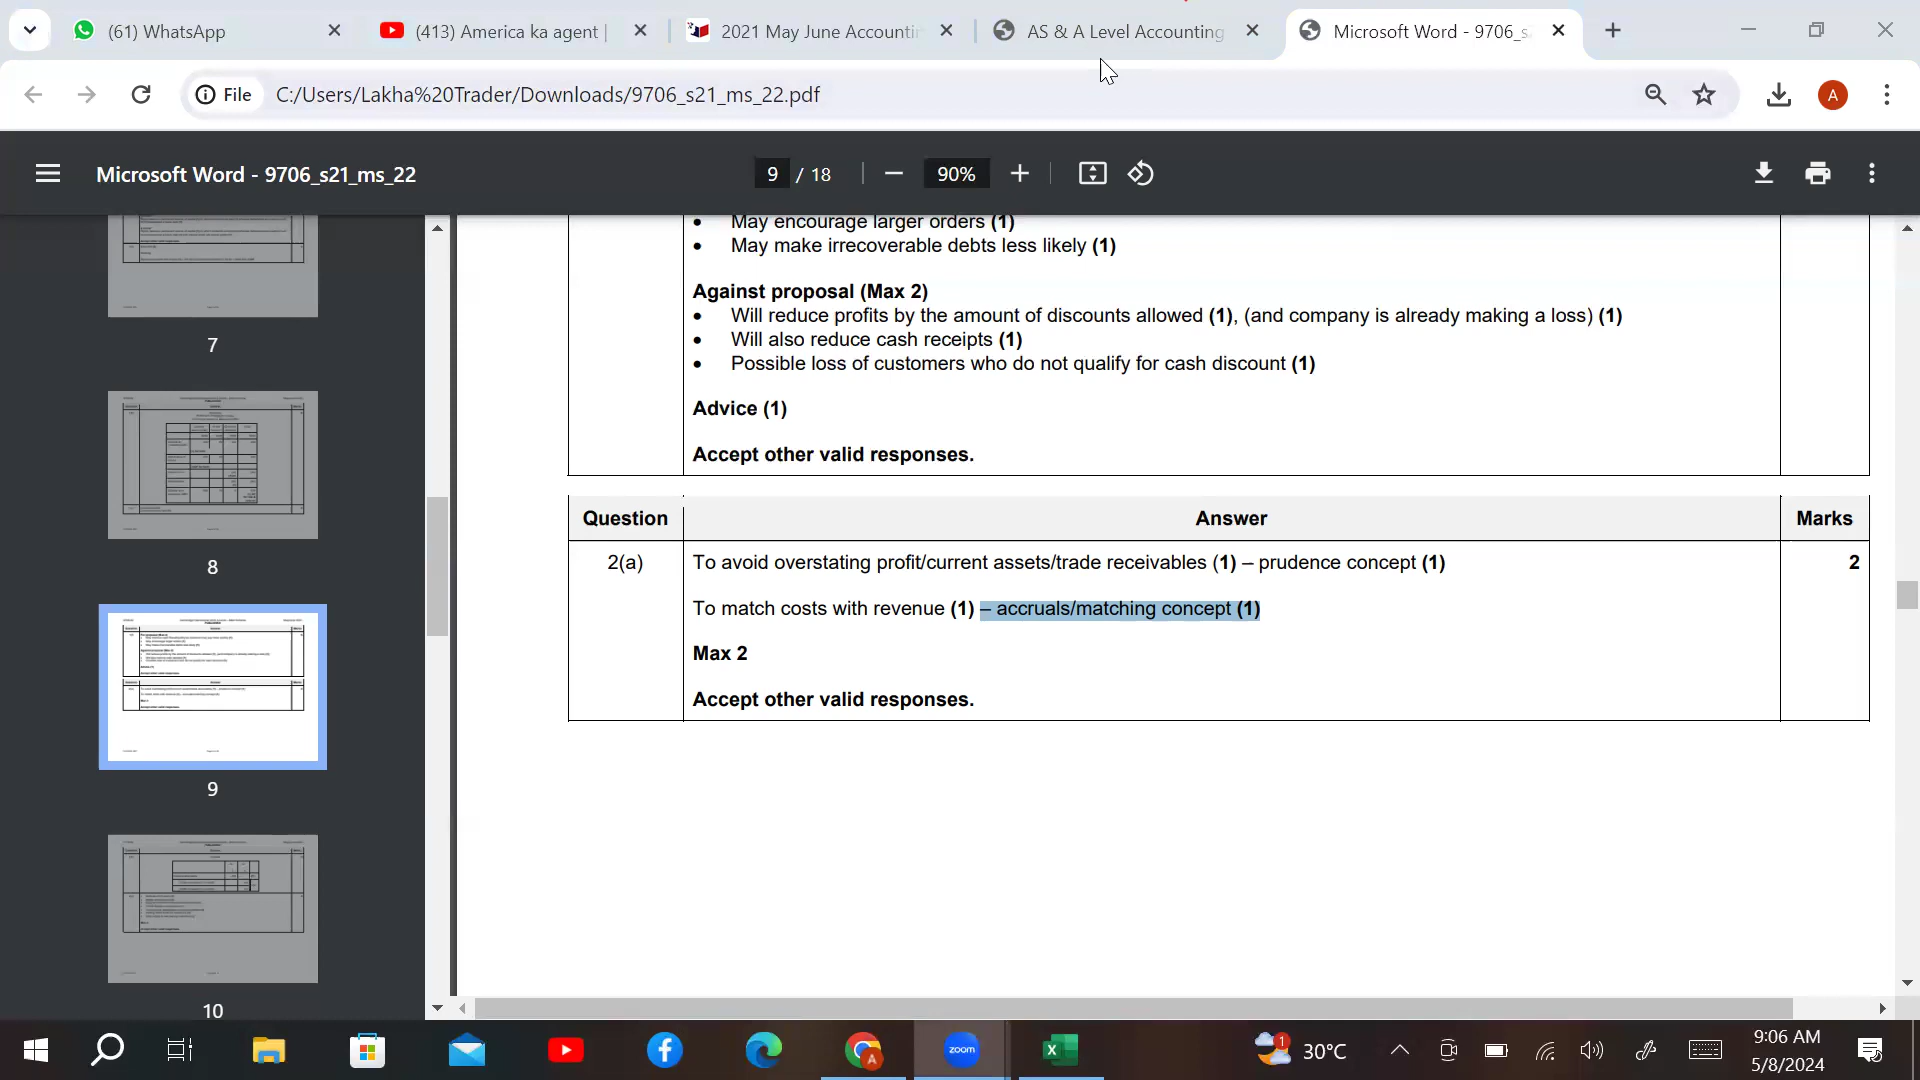 (61) WhatsApp
(413) America ka agent |
2021 May June Accountin
AS & A Level Accounting
Microsoft Word - 9706_s
File
C:/Users/Lakha%20Trader/Downloads/9706_s21_ms_22.pdf
A
Microsoft Word - 9706_s21_ms_22
9 / 18
90%
• May encourage larger orders (1)
• May make irrecoverable debts less likely (1)
Against proposal (Max 2)
• Will reduce profits by the amount of discounts allowed (1), (and company is already making a loss) (1)
• Will also reduce cash receipts (1)
• Possible loss of customers who do not qualify for cash discount (1)
Advice (1)
Accept other valid responses.
Question Answer Marks
2(a) To avoid overstating profit/current assets/trade receivables (1) – prudence concept (1) 2
To match costs with revenue (1) – accruals/matching concept (1)
Max 2
Accept other valid responses.
7
8
9
10
zoom
A
1
30°C
9:06 AM
5/8/2024